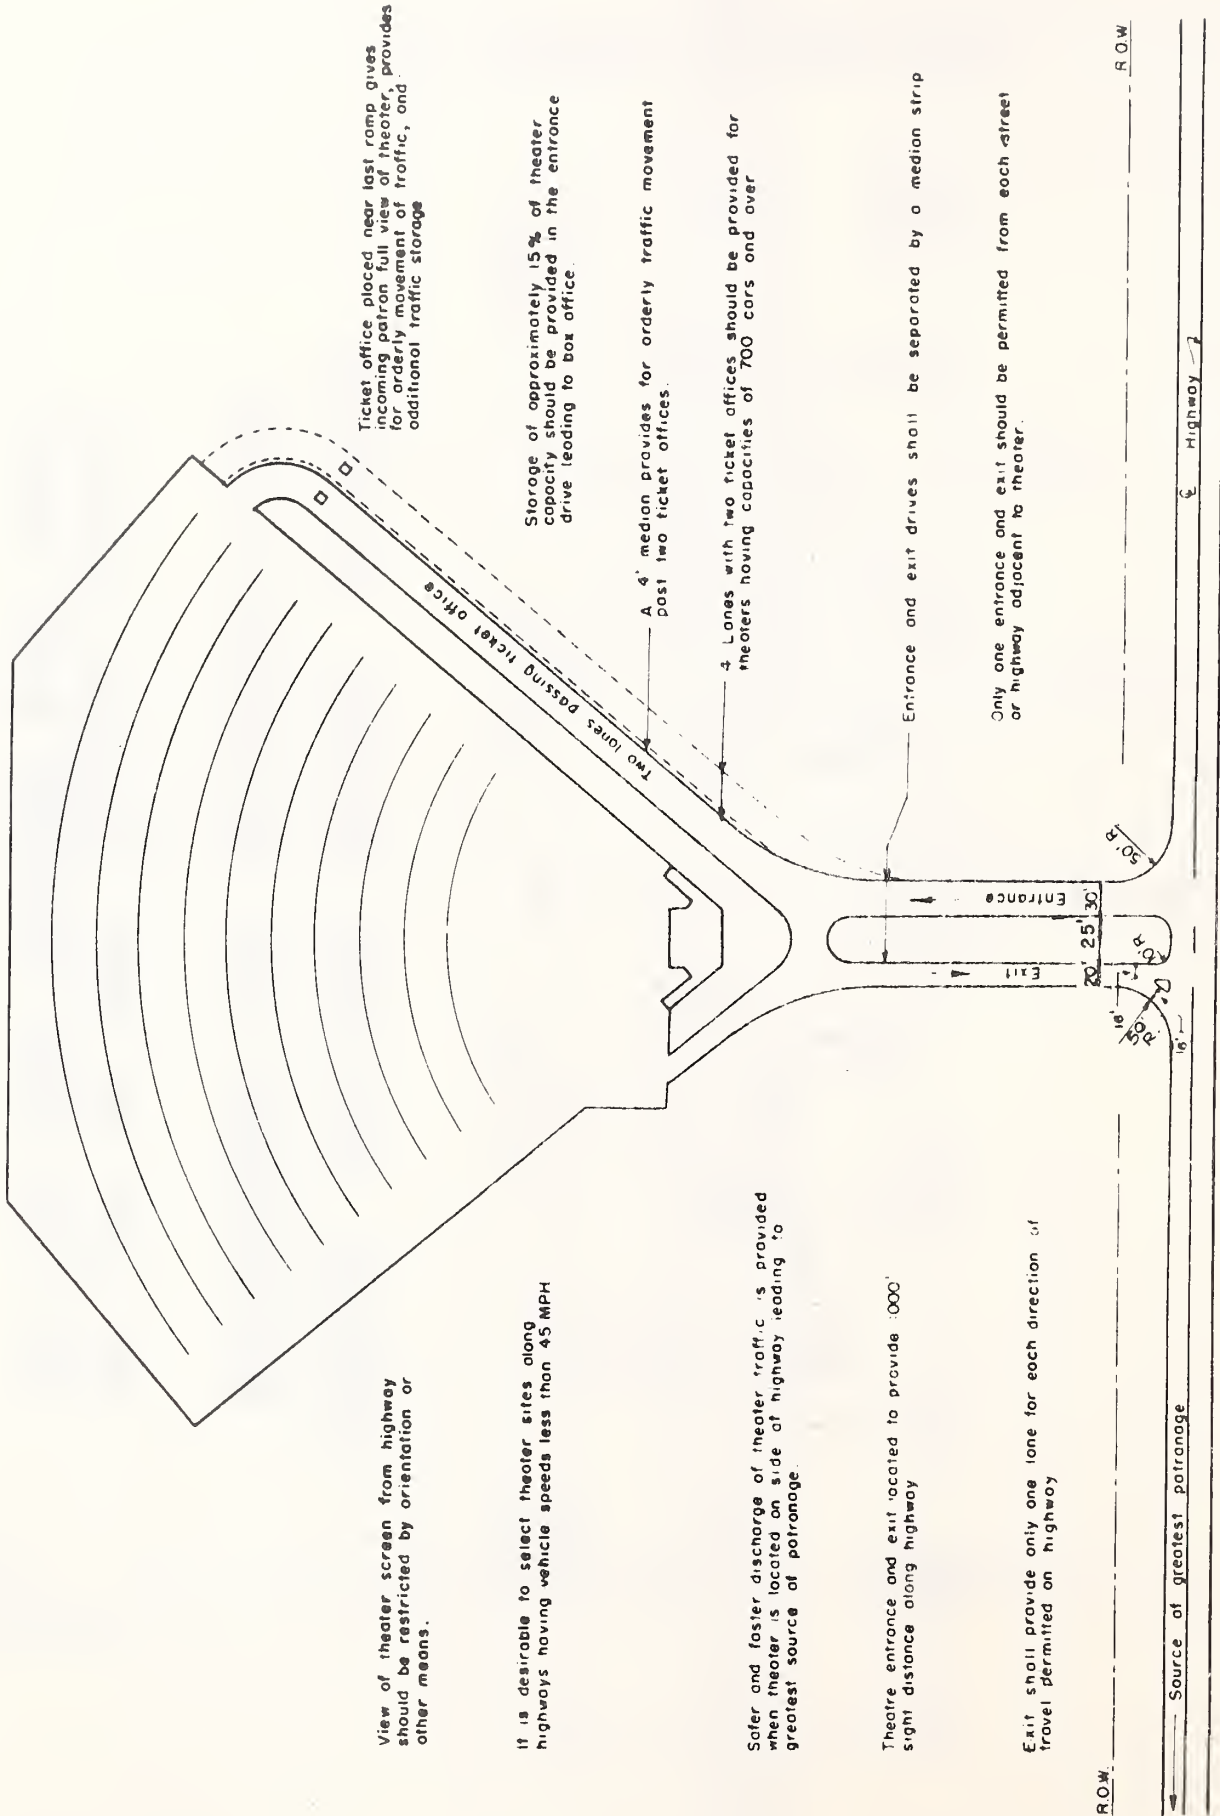 View of theater screen from highway
should be restricted by orientation or
other means.
It is desirable to select theater sites along
highways having vehicle speeds less than 45 MPH
Safer and faster discharge of theater traffic is provided
when theater is located on side of highway leading to
greatest source of patronage.
Theatre entrance and exit located to provide 1000'
sight distance along highway
Exit shall provide only one lane for each direction of
travel permitted on highway
R.O.W.
Source of greatest patronage
Ticket office placed near last ramp gives
incoming patron full view of theater, provides
for orderly movement of traffic, and
additional traffic storage
Storage of approximately 15% of theater
capacity should be provided in the entrance
drive leading to box office.
A 4' median provides for orderly traffic movement
past two ticket offices.
4 Lanes with two ticket offices should be provided for
theaters having capacities of 700 cars and over
Entrance and exit drives shall be separated by a median strip
Only one entrance and exit should be permitted from each street
or highway adjacent to theater.
R.O.W
Two lanes passing ticket office
Entrance
Exit
20' 25' 30'
50'R
20'R
18'
50'
R.
18'
℄ Highway